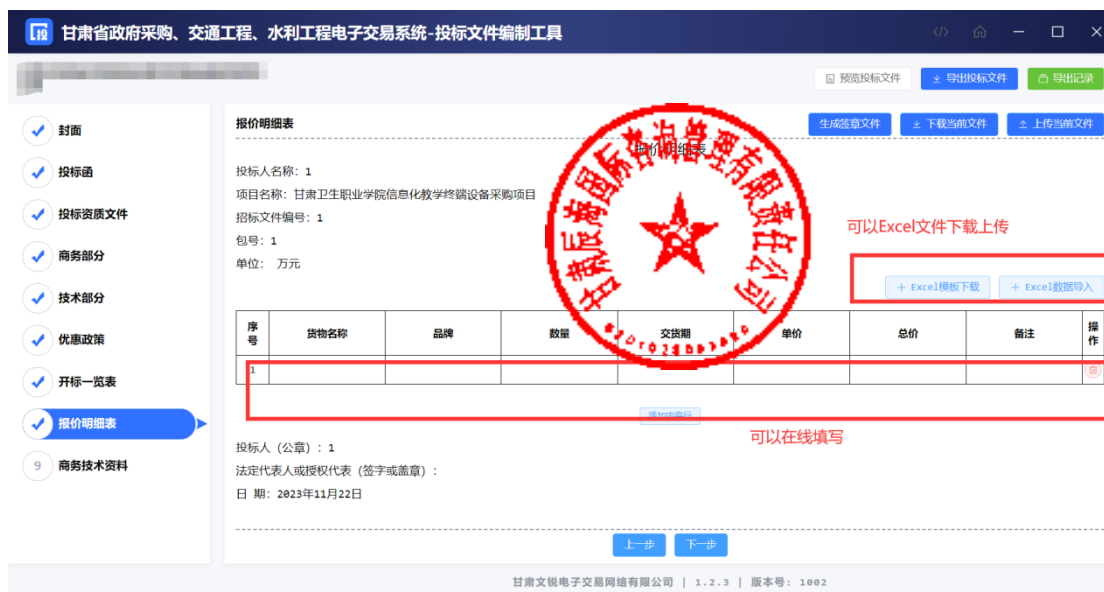 甘肃省政府采购、交通工程、水利工程电子交易系统-投标文件编制工具
预览投标文件
导出投标文件
导出记录
封面
投标函
投标资质文件
商务部分
技术部分
优惠政策
开标一览表
报价明细表
9 商务技术资料
报价明细表
生成签章文件
下载当前文件
上传当前文件
报价明细表
投标人名称: 1
项目名称: 甘肃卫生职业学院信息化教学终端设备采购项目
招标文件编号: 1
包号: 1
单位: 万元
可以Excel文件下载上传
+ Excel模板下载
+ Excel数据导入
序号 货物名称 品牌 数量 交货期 单价 总价 备注 操作
1
添加内容行
可以在线填写
投标人（公章）: 1
法定代表人或授权代表（签字或盖章）:
日 期: 2023年11月22日
上一步
下一步
甘肃文锐电子交易网络有限公司 | 1.2.3 | 版本号: 1002